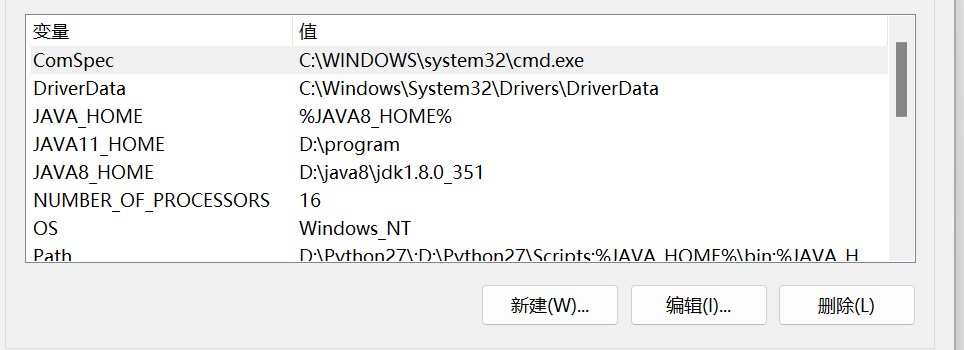 变量 值
ComSpec C:\WINDOWS\system32\cmd.exe
DriverData C:\Windows\System32\Drivers\DriverData
JAVA_HOME %JAVA8_HOME%
JAVA11_HOME D:\program
JAVA8_HOME D:\java8\jdk1.8.0_351
NUMBER_OF_PROCESSORS 16
OS Windows_NT
Path D:\Python27\;D:\Python27\Scripts;%JAVA_HOME%\bin;%JAVA_H
新建(W)... 编辑(I)... 删除(L)